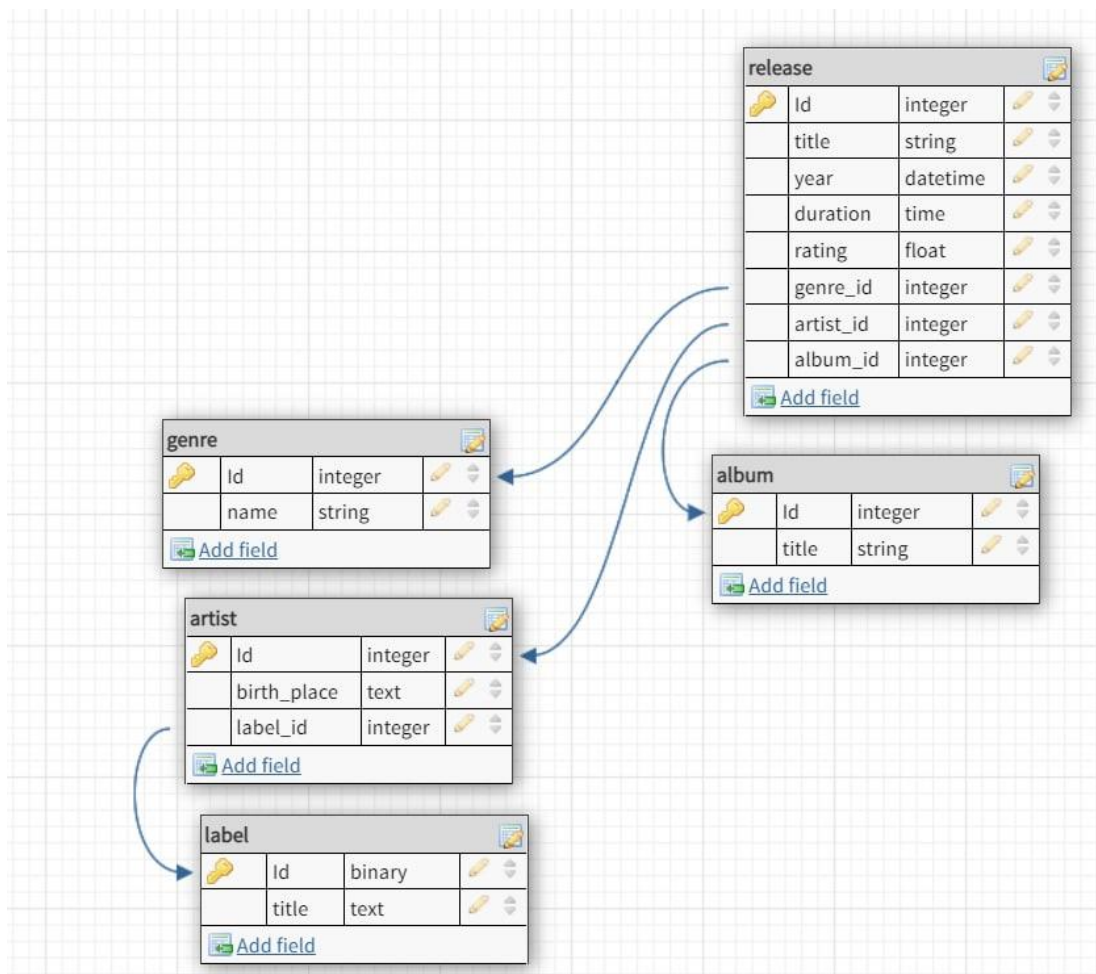 release
Id integer
title string
year datetime
duration time
rating float
genre_id integer
artist_id integer
album_id integer
Add field
genre
Id integer
name string
Add field
album
Id integer
title string
Add field
artist
Id integer
birth_place text
label_id integer
Add field
label
Id binary
title text
Add field